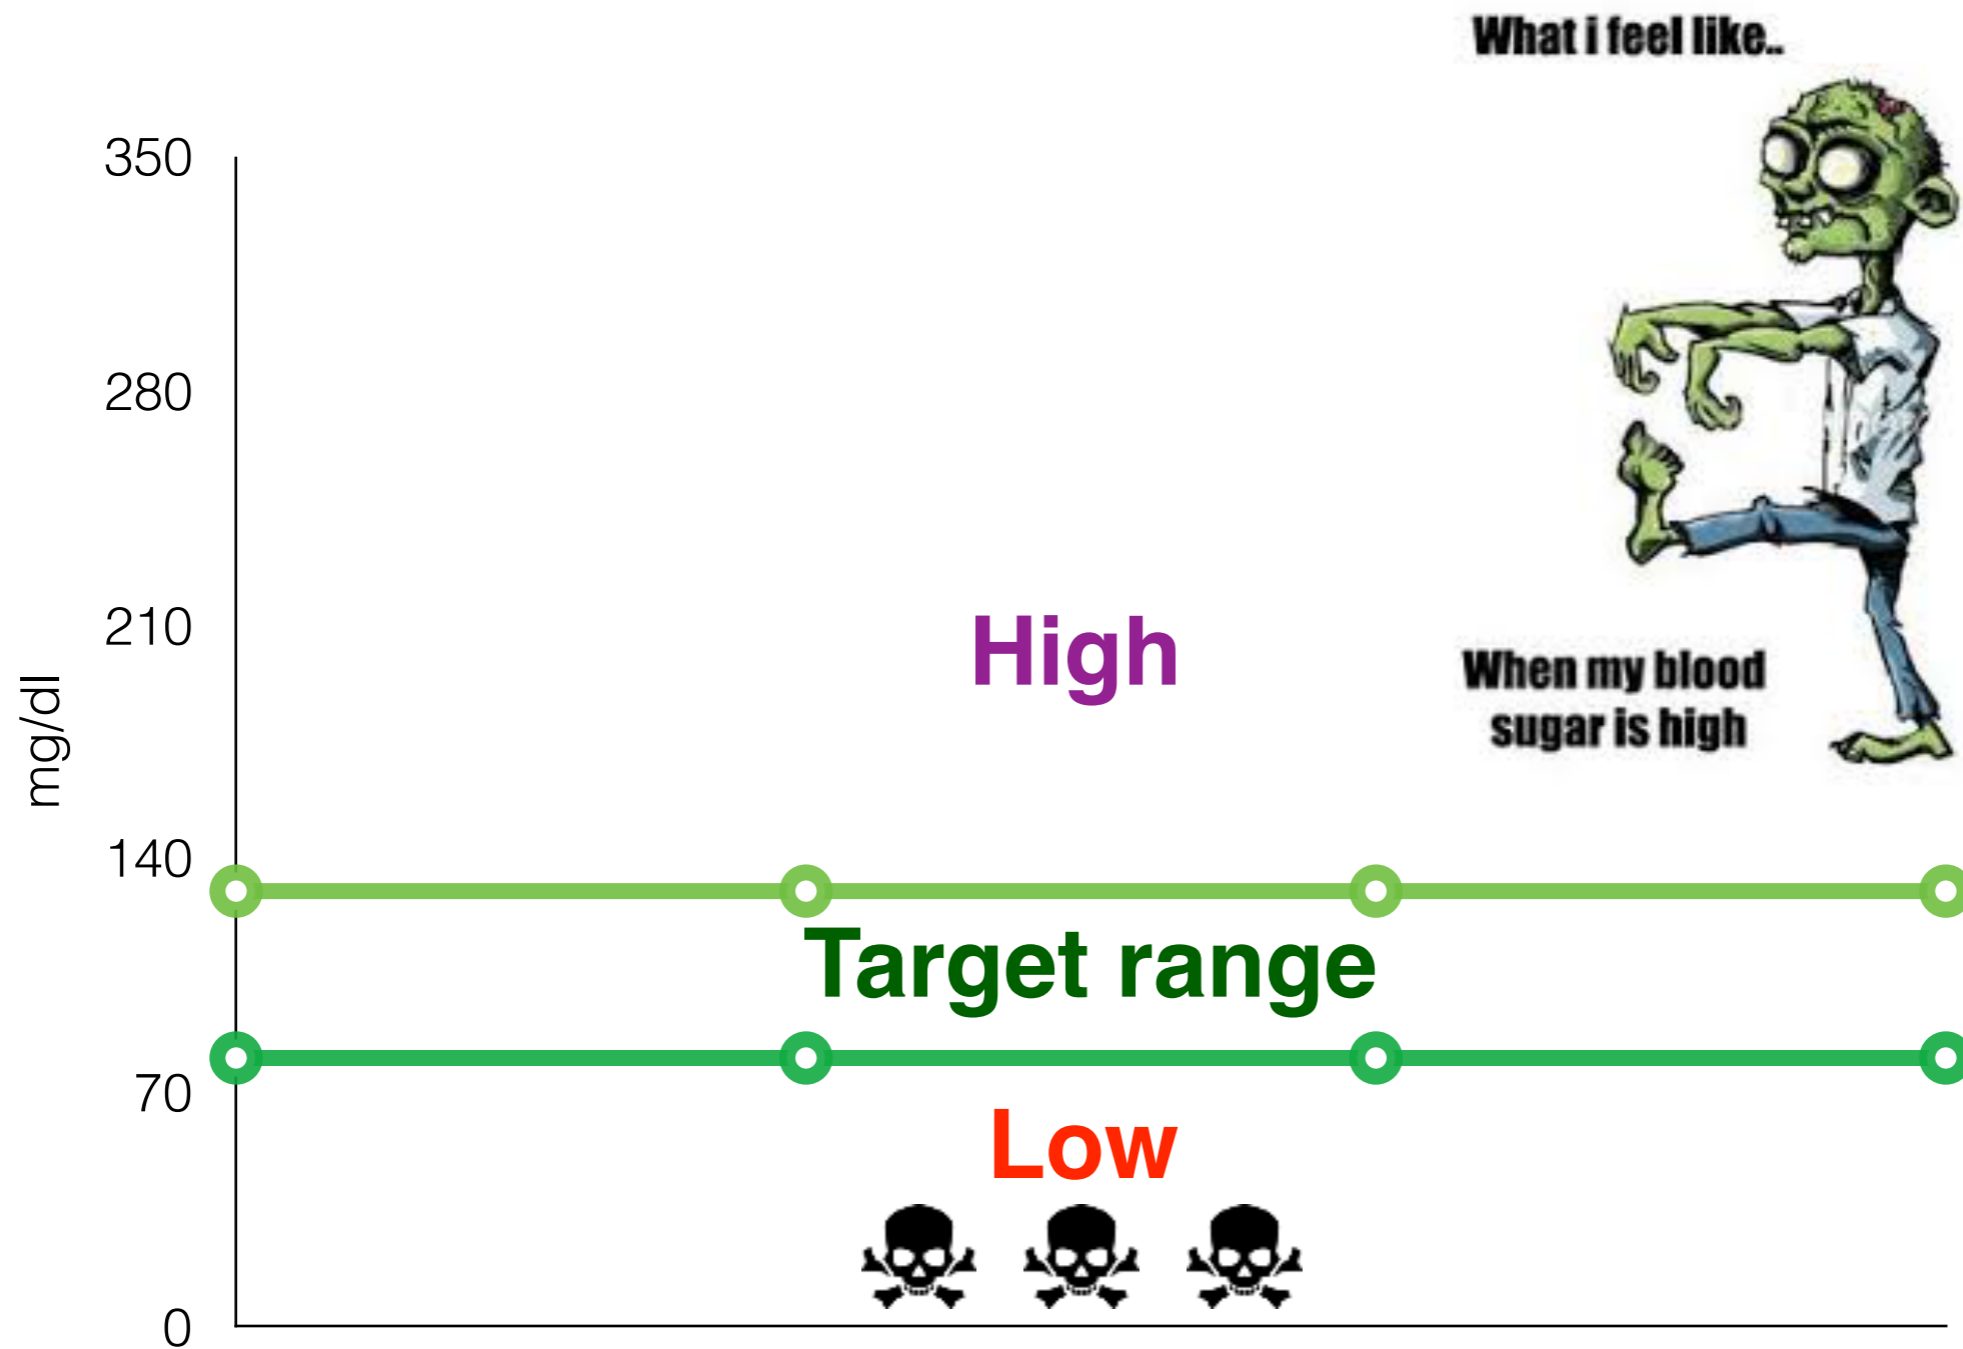 What i feel like..
350
280
210
High
When my blood
sugar is high
mg/dl
140
Target range
70
Low
0